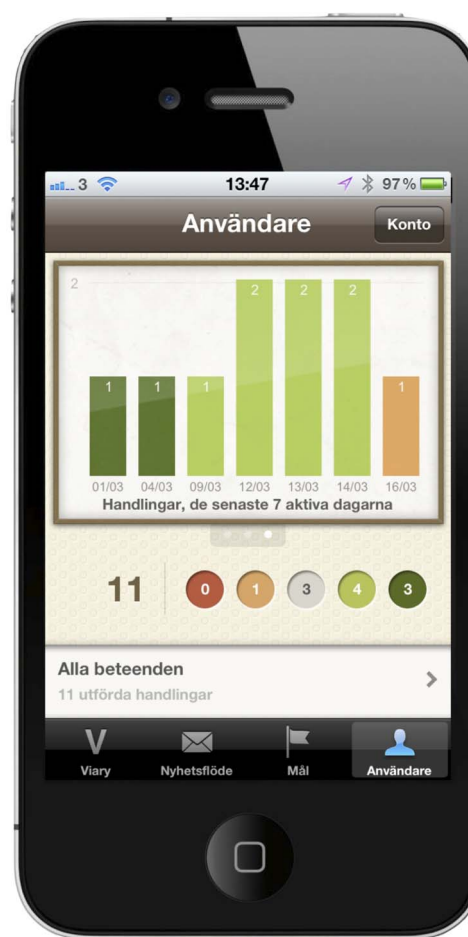 3 13:47 97%
Användare Konto
2
2 2 2
1 1 1 1
01/03 04/03 09/03 12/03 13/03 14/03 16/03
Handlingar, de senaste 7 aktiva dagarna
11 0 1 3 4 3
Alla beteenden
11 utförda handlingar
V
Viary Nyhetsflöde Mål Användare